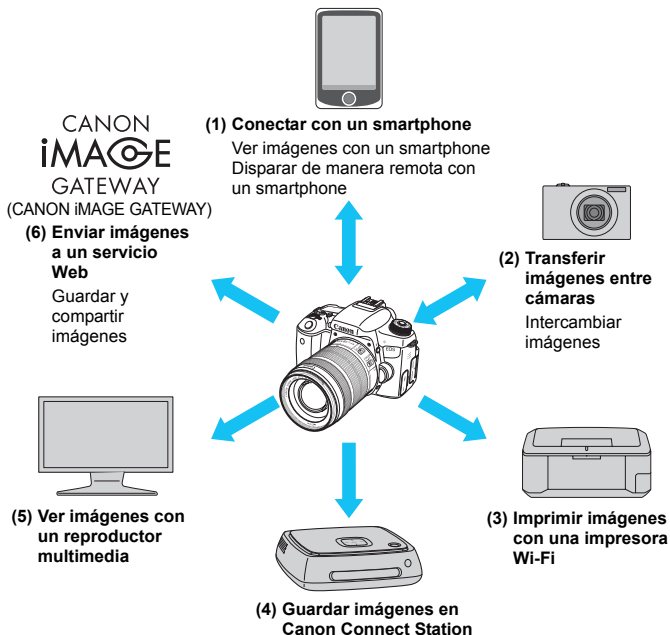 (1) Conectar con un smartphone
Ver imágenes con un smartphone
Disparar de manera remota con
un smartphone
CANON
iMAGE
GATEWAY
(CANON iMAGE GATEWAY)
(6) Enviar imágenes
a un servicio
Web
Guardar y
compartir
imágenes
(2) Transferir
imágenes entre
cámaras
Intercambiar
imágenes
Canon
EOS
(5) Ver imágenes con
un reproductor
multimedia
(3) Imprimir imágenes
con una impresora
Wi-Fi
(4) Guardar imágenes en
Canon Connect Station